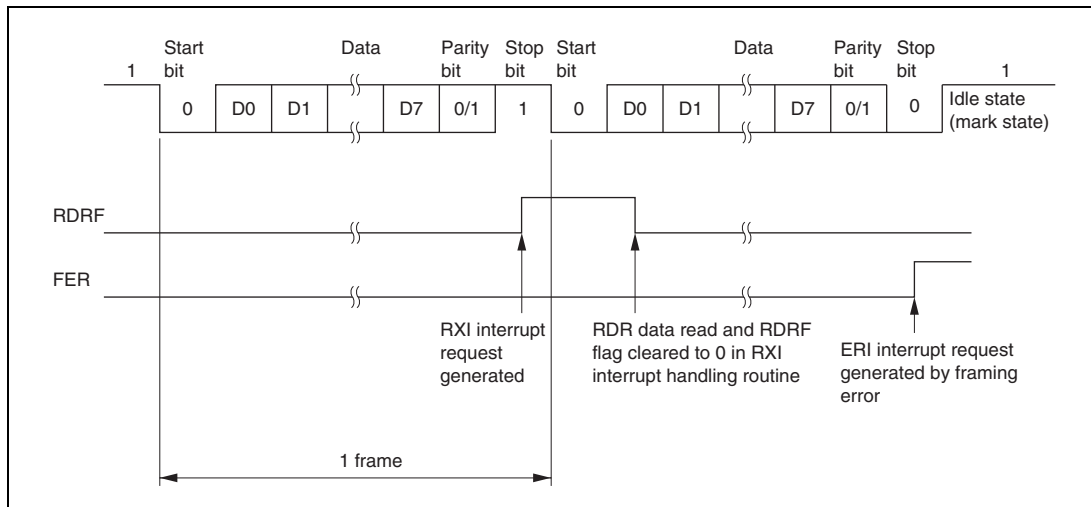 Start bit Data Parity bit Stop bit Start bit Data Parity bit Stop bit
1 1
0 D0 D1 D7 0/1 1 0 D0 D1 D7 0/1 0 Idle state
(mark state)
RDRF
FER
RXI interrupt
request
generated
RDR data read and RDRF
flag cleared to 0 in RXI
interrupt handling routine
ERI interrupt request
generated by framing
error
1 frame